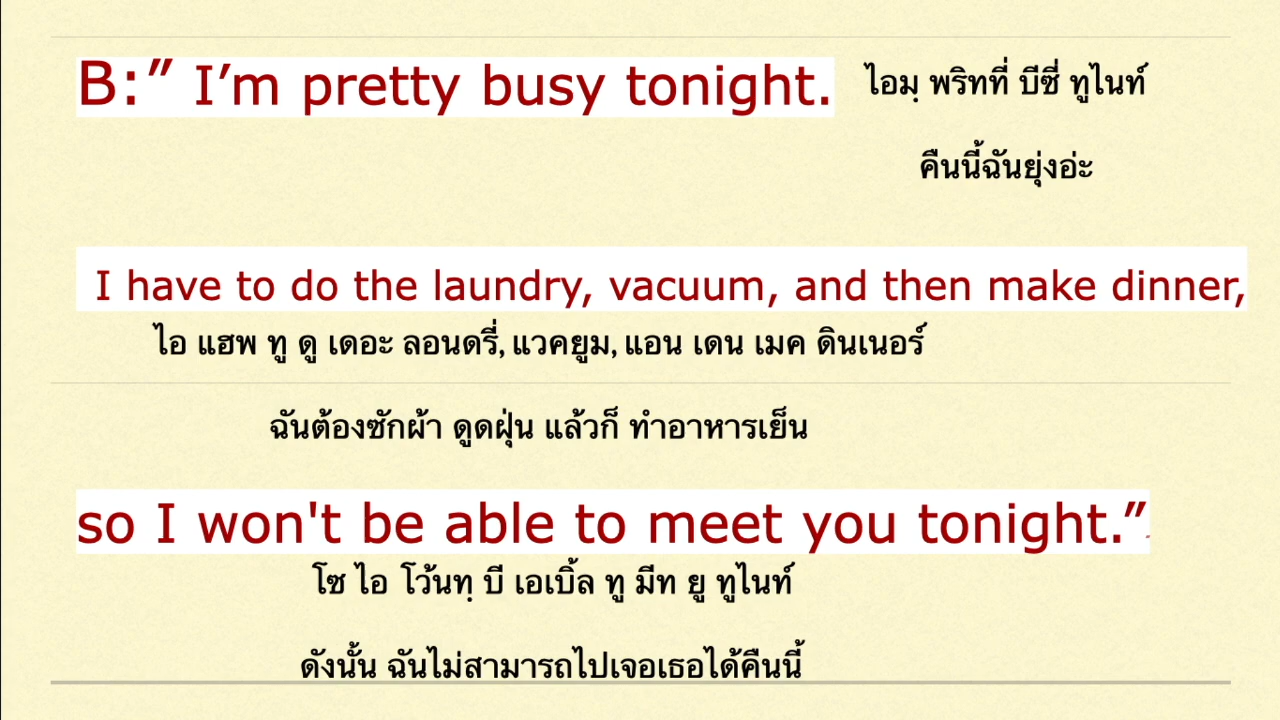 B:” I’m pretty busy tonight. ไอมฺ พริทที่ บีซี่ ทูไนท์
คืนนี้ฉันยุ่งอ่ะ
I have to do the laundry, vacuum, and then make dinner,
ไอ แฮฟ ทู ดู เดอะ ลอนดรี่, แวคยูม, แอน เดน เมค ดินเนอร์
ฉันต้องซักผ้า ดูดฝุ่น แล้วก็ ทำอาหารเย็น
so I won't be able to meet you tonight.”
โซ ไอ โว้นทฺ บี เอเบิ้ล ทู มีท ยู ทูไนท์
ดังนั้น ฉันไม่สามารถไปเจอเธอได้คืนนี้